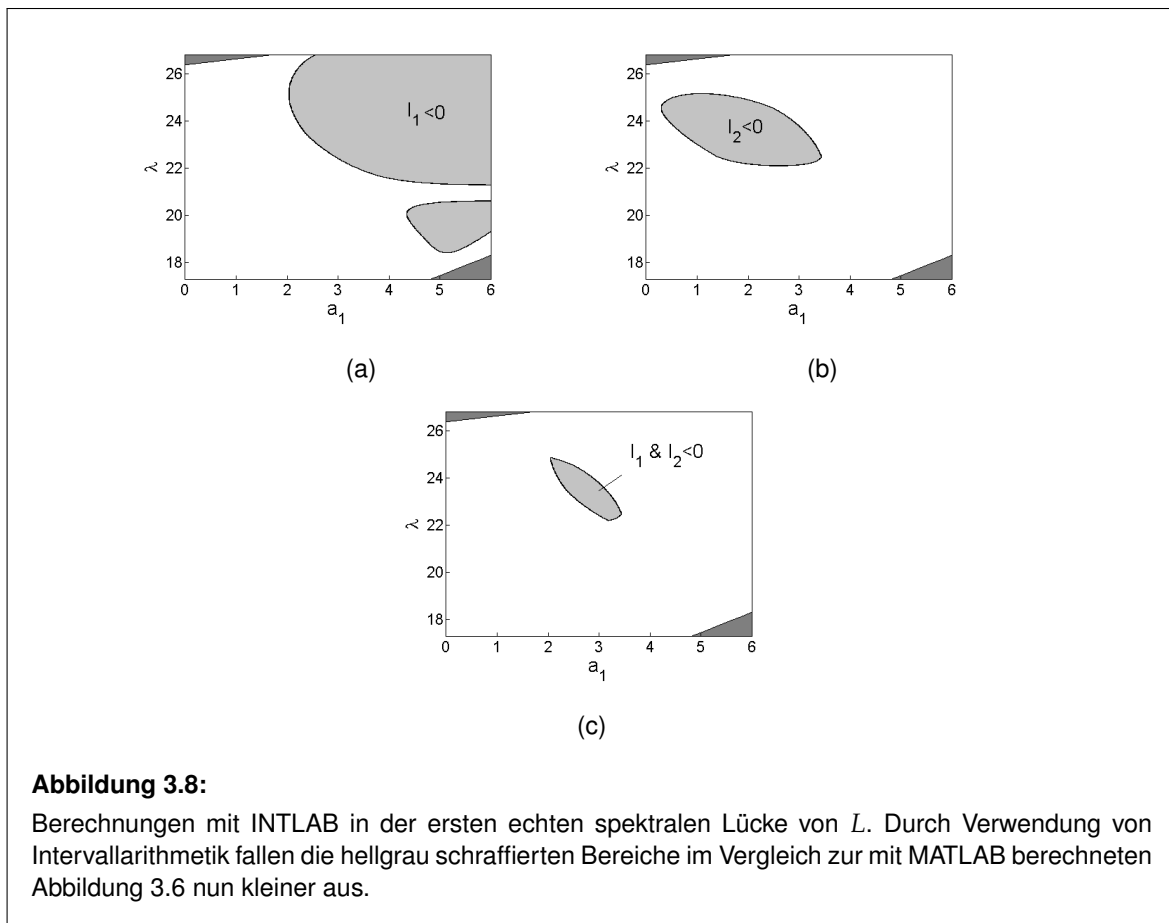 26
24
22
20
18
λ
I₁<0
0 1 2 3 4 5 6
a₁
(a)
26
24
22
20
18
λ
I₂<0
0 1 2 3 4 5 6
a₁
(b)
26
24
22
20
18
λ
I₁ & I₂<0
0 1 2 3 4 5 6
a₁
(c)
Abbildung 3.8:
Berechnungen mit INTLAB in der ersten echten spektralen Lücke von L. Durch Verwendung von
Intervallarithmetik fallen die hellgrau schraffierten Bereiche im Vergleich zur mit MATLAB berechneten
Abbildung 3.6 nun kleiner aus.